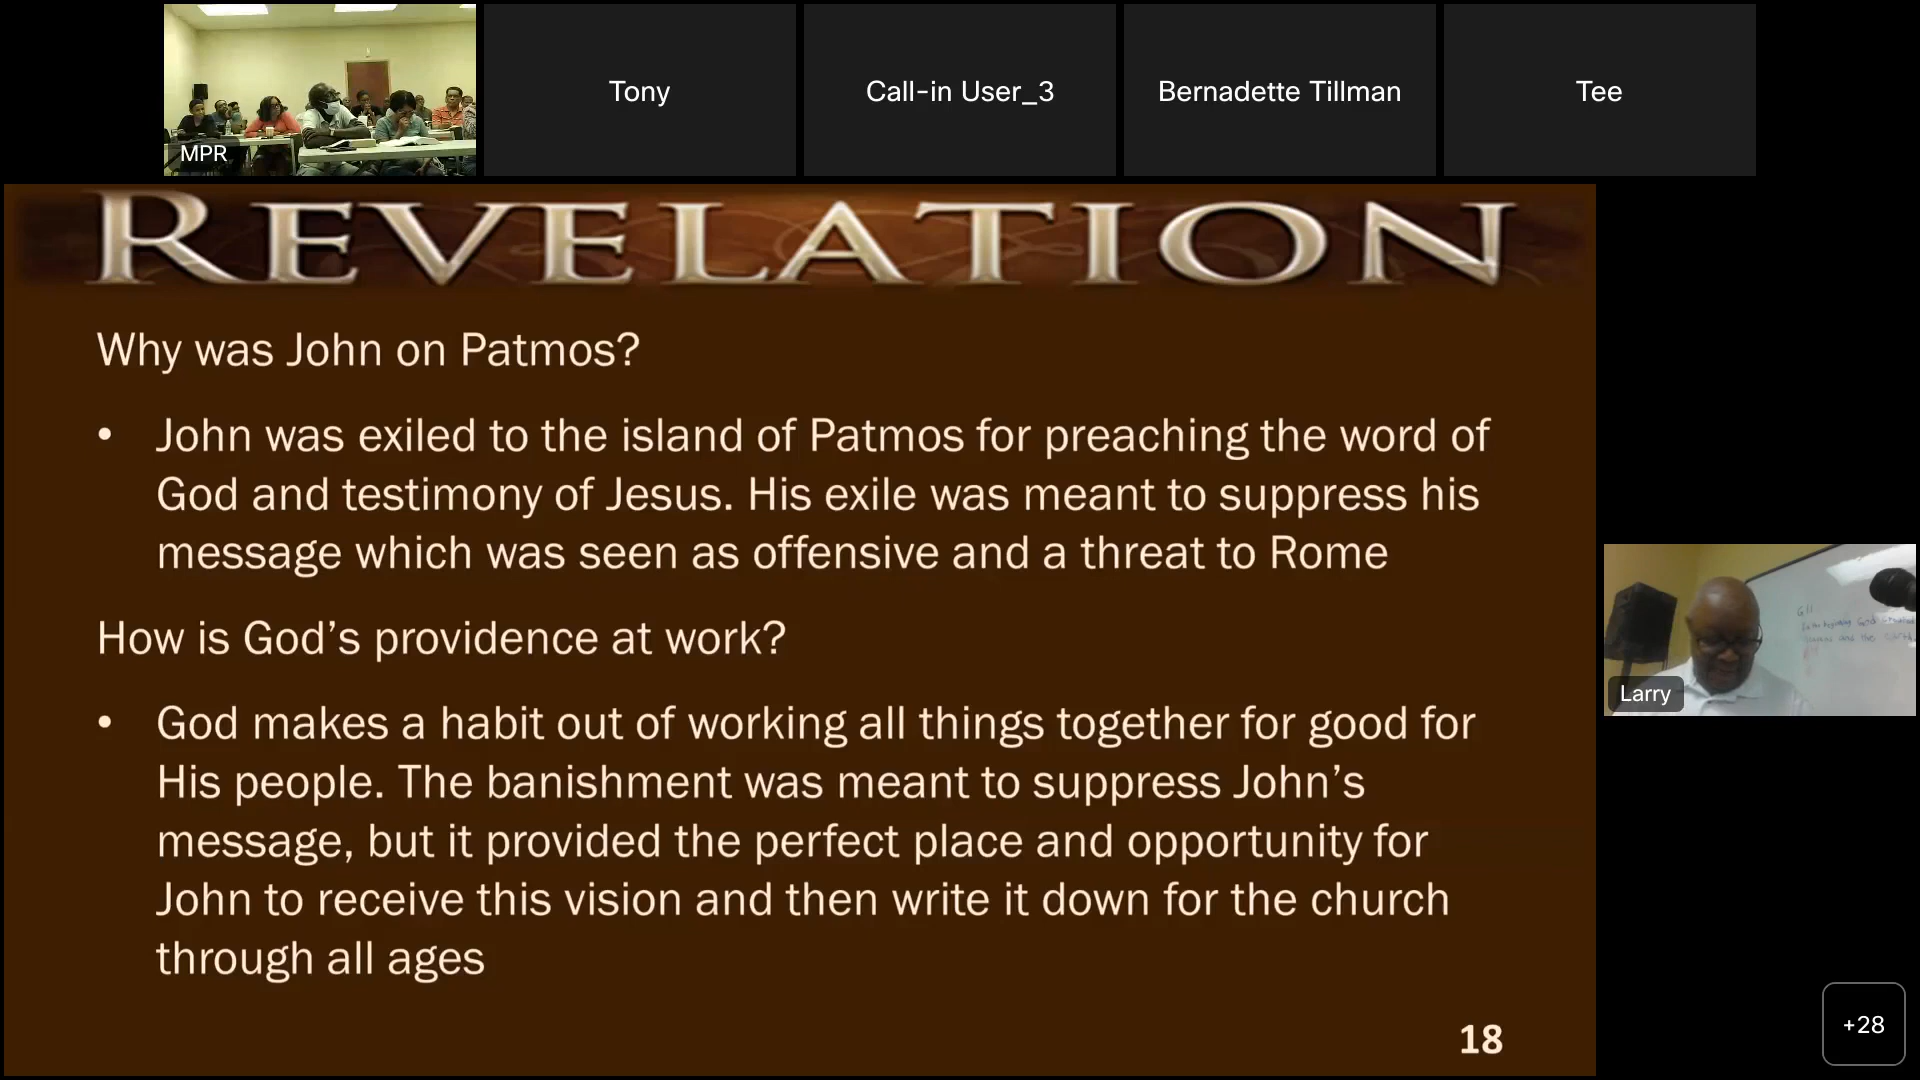 MPR
Tony
Call-in User_3
Bernadette Tillman
Tee
REVELATION
Why was John on Patmos?
• John was exiled to the island of Patmos for preaching the word of
God and testimony of Jesus. His exile was meant to suppress his
message which was seen as offensive and a threat to Rome
How is God's providence at work?
• God makes a habit out of working all things together for good for
His people. The banishment was meant to suppress John's
message, but it provided the perfect place and opportunity for
John to receive this vision and then write it down for the church
through all ages
18
Larry
+28